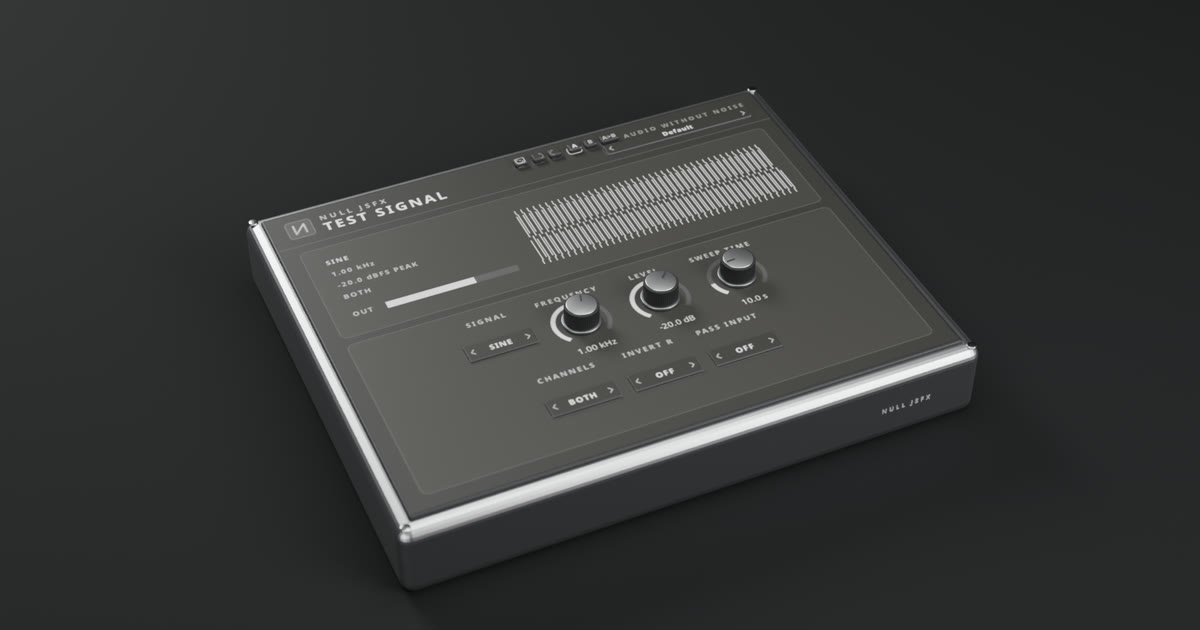 NULL JSFX
TEST SIGNAL
A B A>B
AUDIO WITHOUT NOISE
< Default >
SINE
1.00 kHz
-20.0 dBFS PEAK
BOTH
OUT
SIGNAL
< SINE >
FREQUENCY
1.00 kHz
LEVEL
-20.0 dB
SWEEP TIME
10.0 s
CHANNELS
< BOTH >
INVERT R
< OFF >
PASS INPUT
< OFF >
NULL JSFX